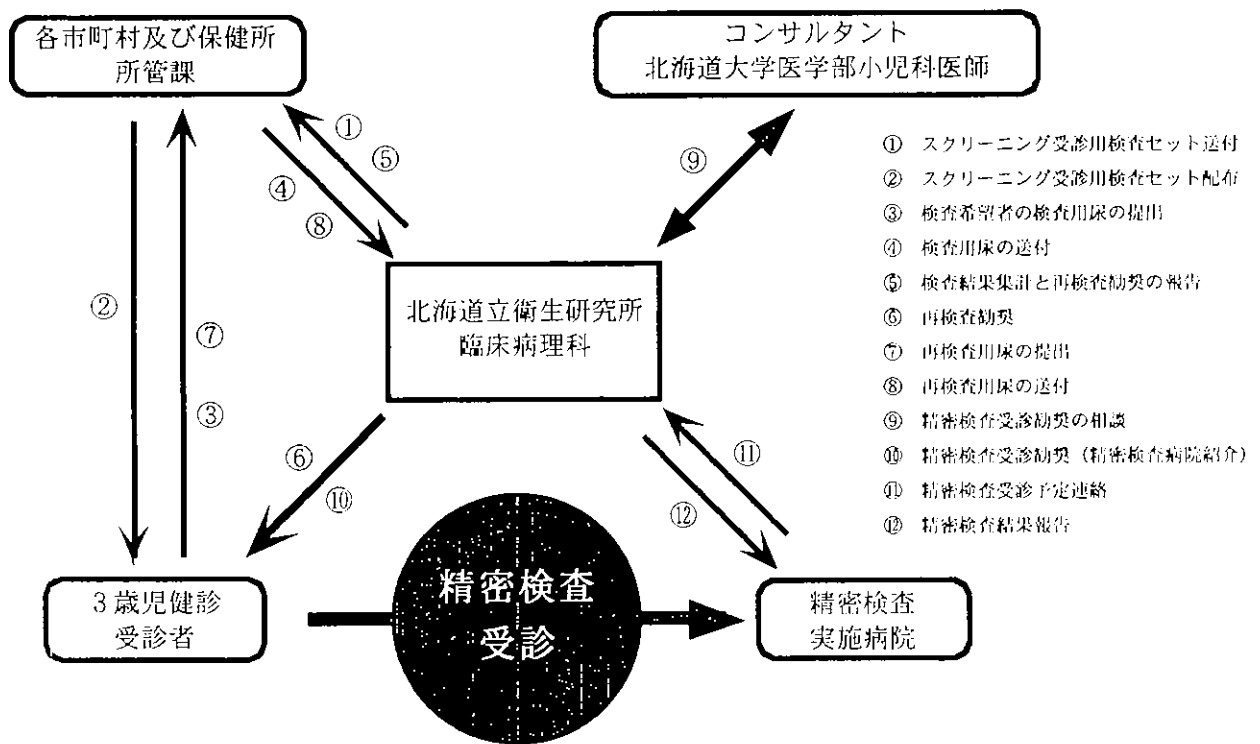 各市町村及び保健所
所管課
コンサルタント
北海道大学医学部小児科医師
①
⑤
④
⑧
⑨
②
⑦
③
北海道立衛生研究所
臨床病理科
⑥
⑩
⑪
⑫
3歳児健診
受診者
精密検査
受診
精密検査
実施病院
① スクリーニング受診用検査セット送付
② スクリーニング受診用検査セット配布
③ 検査希望者の検査用尿の提出
④ 検査用尿の送付
⑤ 検査結果集計と再検査勧奨の報告
⑥ 再検査勧奨
⑦ 再検査用尿の提出
⑧ 再検査用尿の送付
⑨ 精密検査受診勧奨の相談
⑩ 精密検査受診勧奨（精密検査病院紹介）
⑪ 精密検査受診予定連絡
⑫ 精密検査結果報告